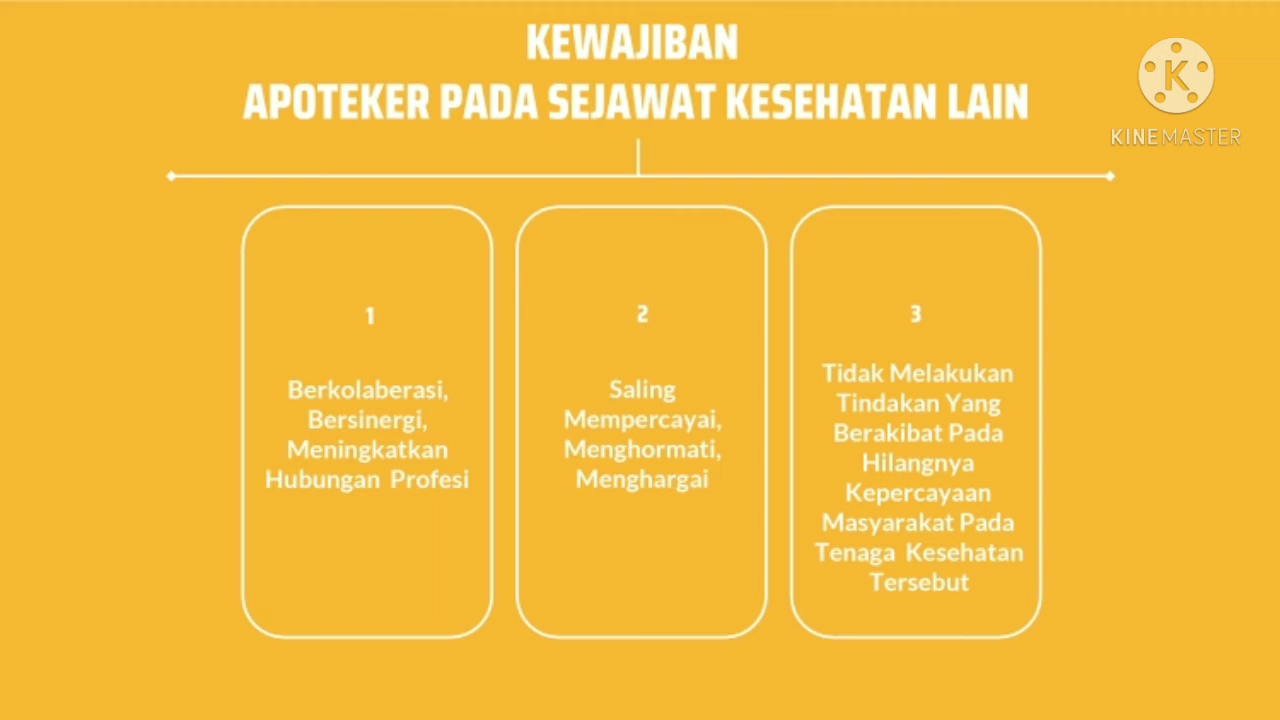 KEWAJIBAN
APOTEKER PADA SEJAWAT KESEHATAN LAIN
K
KINEMASTER
1
Berkolaberasi,
Bersinergi,
Meningkatkan
Hubungan Profesi
2
Saling
Mempercayai,
Menghormati,
Menghargai
3
Tidak Melakukan
Tindakan Yang
Berakibat Pada
Hilangnya
Kepercayaan
Masyarakat Pada
Tenaga Kesehatan
Tersebut